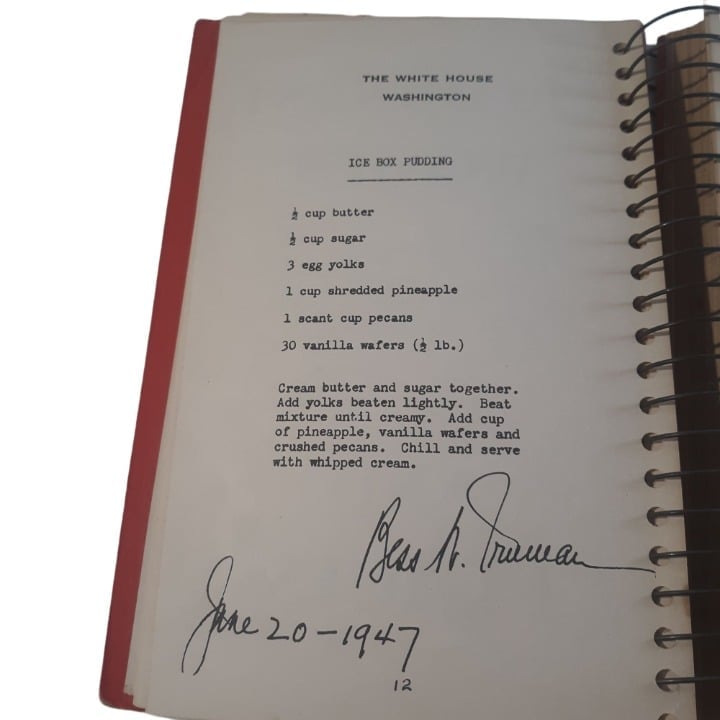 THE WHITE HOUSE
WASHINGTON
ICE BOX PUDDING
½ cup butter
½ cup sugar
3 egg yolks
1 cup shredded pineapple
1 scant cup pecans
30 vanilla wafers (½ lb.)
Cream butter and sugar together.
Add yolks beaten lightly. Beat
mixture until creamy. Add cup
of pineapple, vanilla wafers and
crushed pecans. Chill and serve
with whipped cream.
Bess W. Truman
June 20-1947
12